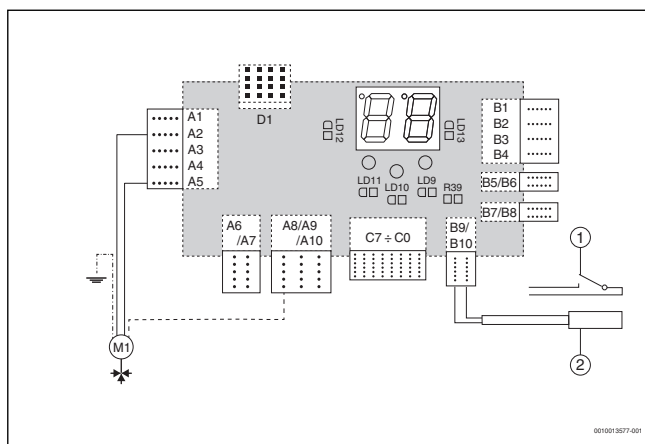 D1
LD12
LD13
LD11
LD10
LD9
R39
A1
A2
A3
A4
A5
B1
B2
B3
B4
B5/B6
B7/B8
A6
/A7
A8/A9
/A10
C7 ÷ C0
B9/
B10
1
2
M1
0010013577-001